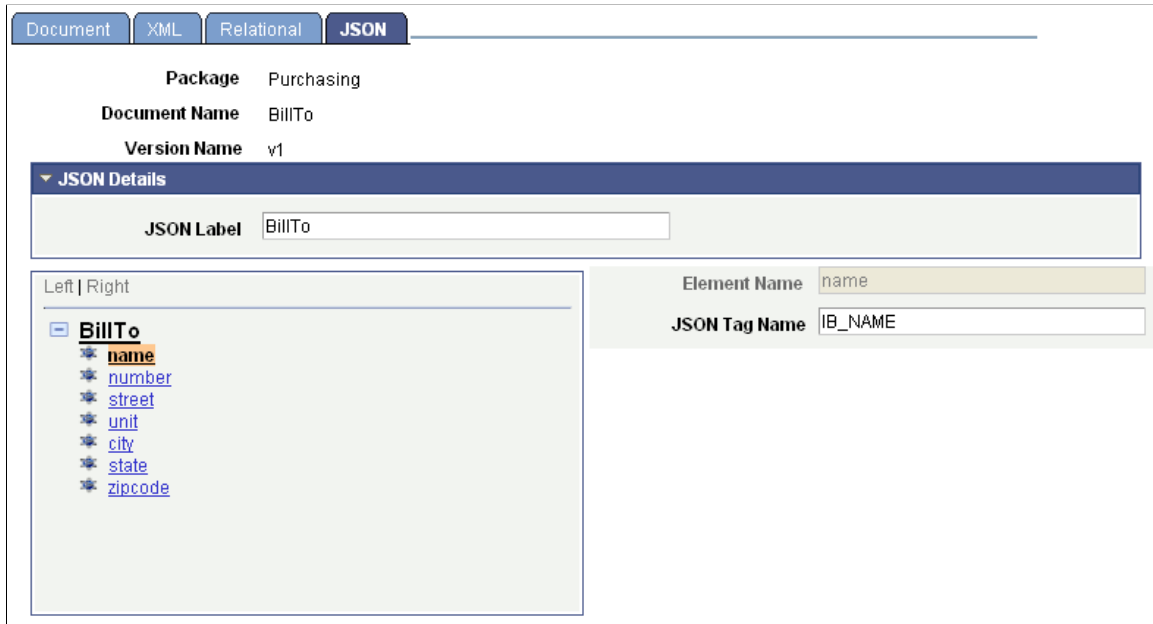 Document XML Relational JSON
Package Purchasing
Document Name BillTo
Version Name v1
JSON Details
JSON Label BillTo
Left | Right
Element Name name
JSON Tag Name IB_NAME
BillTo
name
number
street
unit
city
state
zipcode